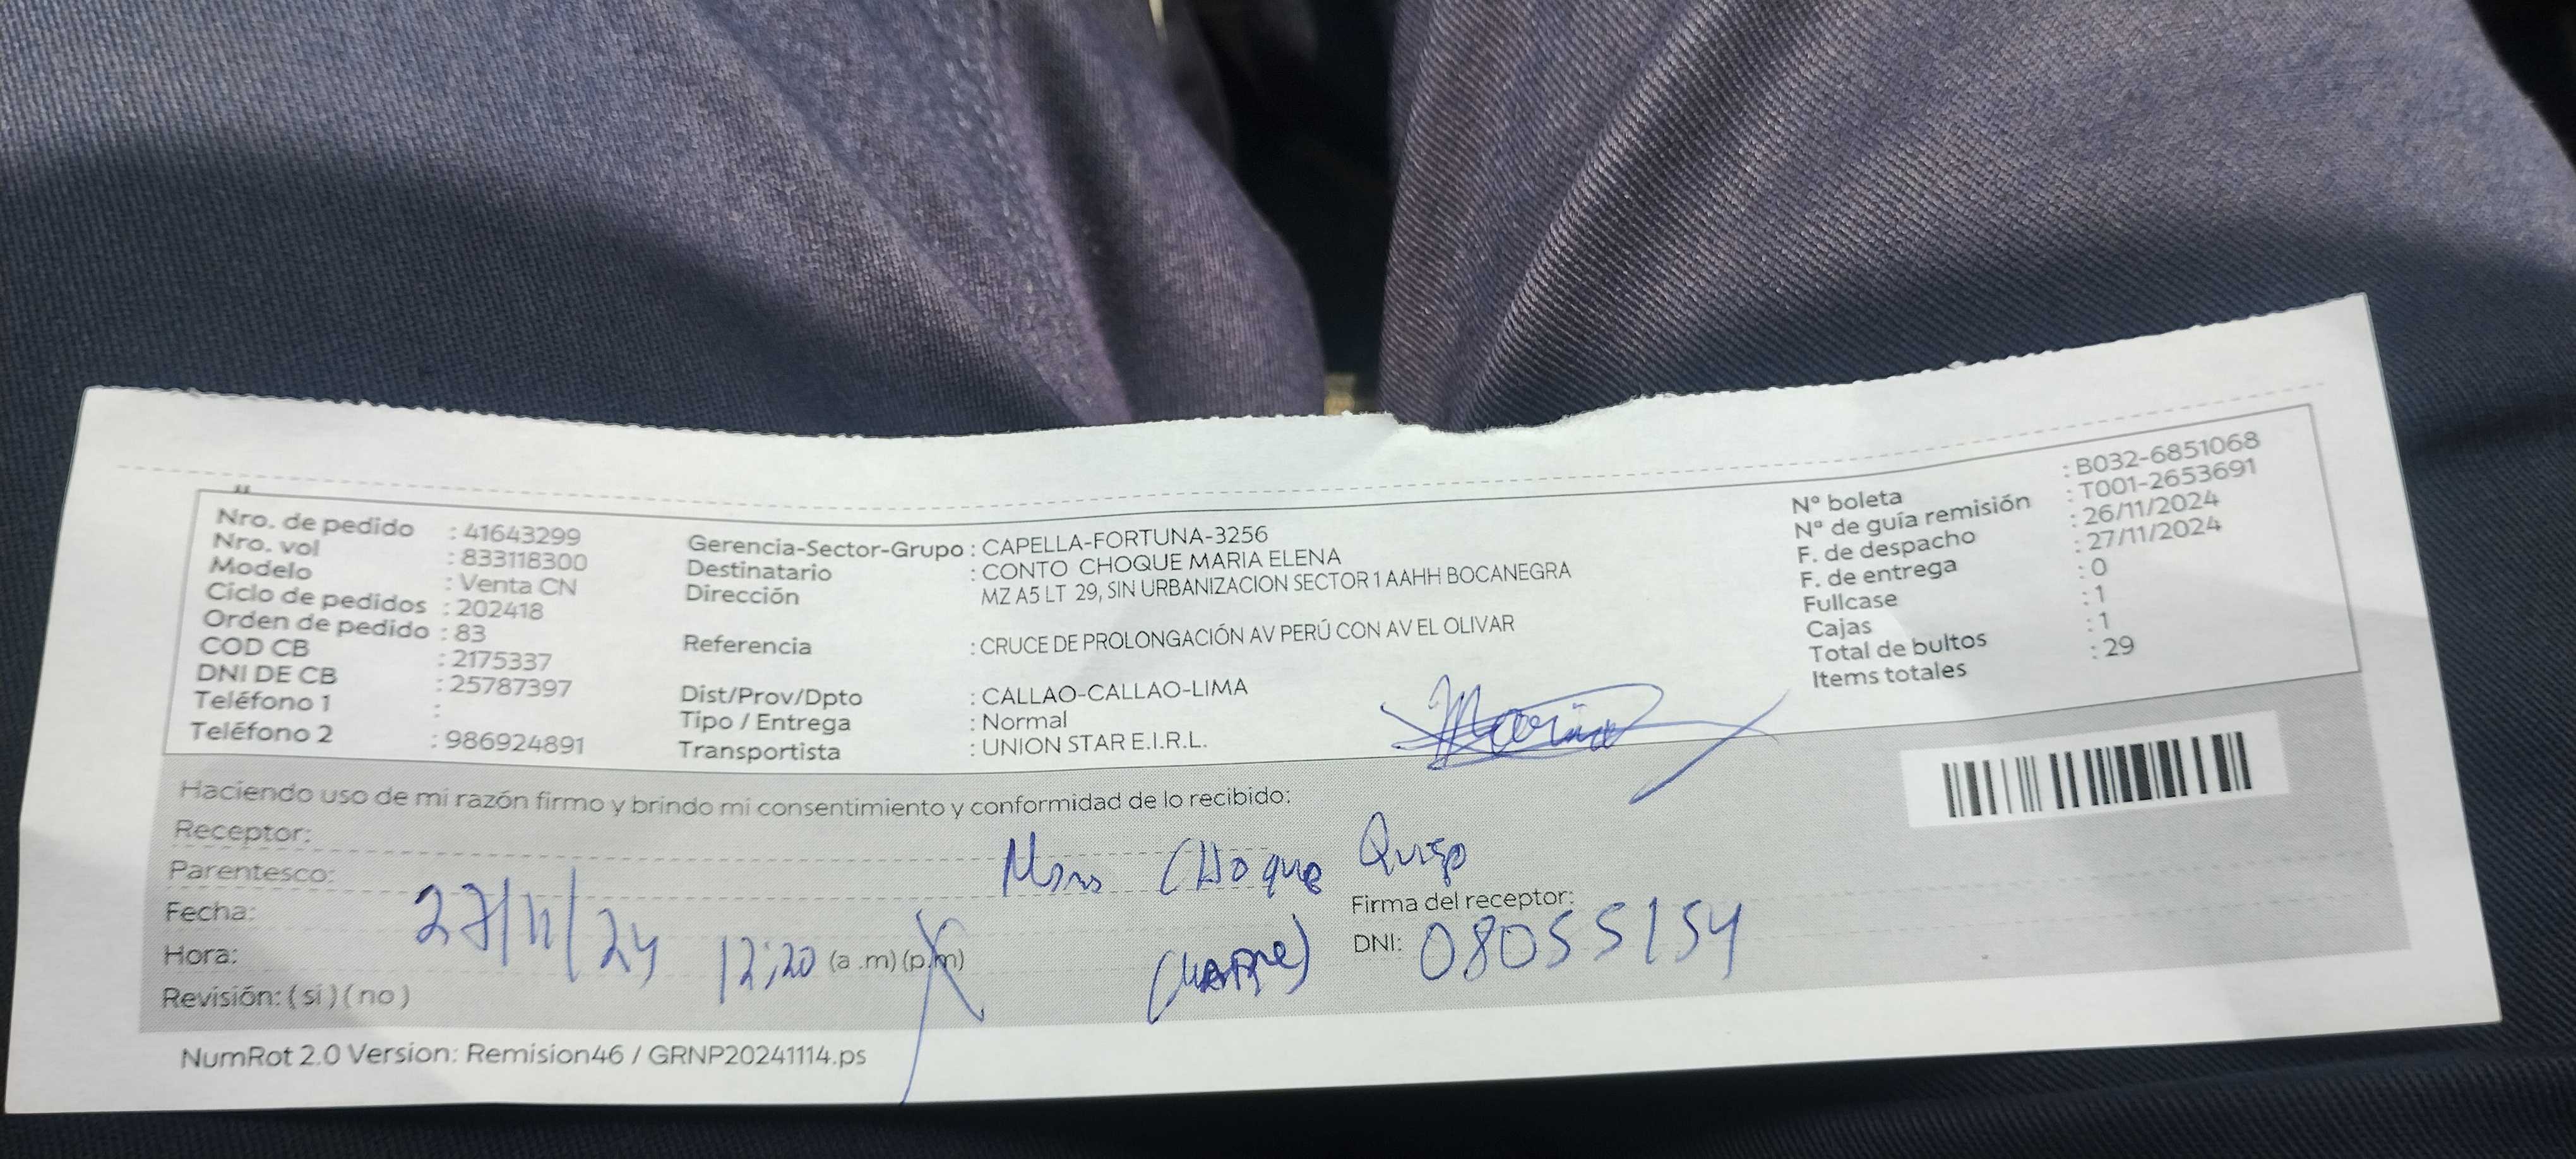 Nro. de pedido : 41643299
Nro. vol : 833118300
Modelo : Venta CN
Ciclo de pedidos : 202418
Orden de pedido : 83
COD CB : 2175337
DNI DE CB : 25787397
Teléfono 1 :
Teléfono 2 : 986924891
Gerencia-Sector-Grupo : CAPELLA-FORTUNA-3256
Destinatario : CONTO CHOQUE MARIA ELENA
Dirección MZ A5 LT 29, SIN URBANIZACION SECTOR 1 AAHH BOCANEGRA
Referencia : CRUCE DE PROLONGACIÓN AV PERÚ CON AV EL OLIVAR
Dist/Prov/Dpto : CALLAO-CALLAO-LIMA
Tipo / Entrega : Normal
Transportista : UNION STAR E.I.R.L.
N° boleta : B032-6851068
N° de guía remisión : T001-2653691
F. de despacho : 26/11/2024
F. de entrega : 27/11/2024
Fullcase : 0
Cajas : 1
Total de bultos : 1
Items totales : 29
Haciendo uso de mi razón firmo y brindo mi consentimiento y conformidad de lo recibido:
Receptor: CHoque
Parentesco:
Fecha: 27/11/24
Hora: 12:20 (a .m) (p.m)
Revisión: ( si ) ( no )
Firma del receptor:
DNI: 08055154
NumRot 2.0 Version: Remision46 / GRNP20241114.ps